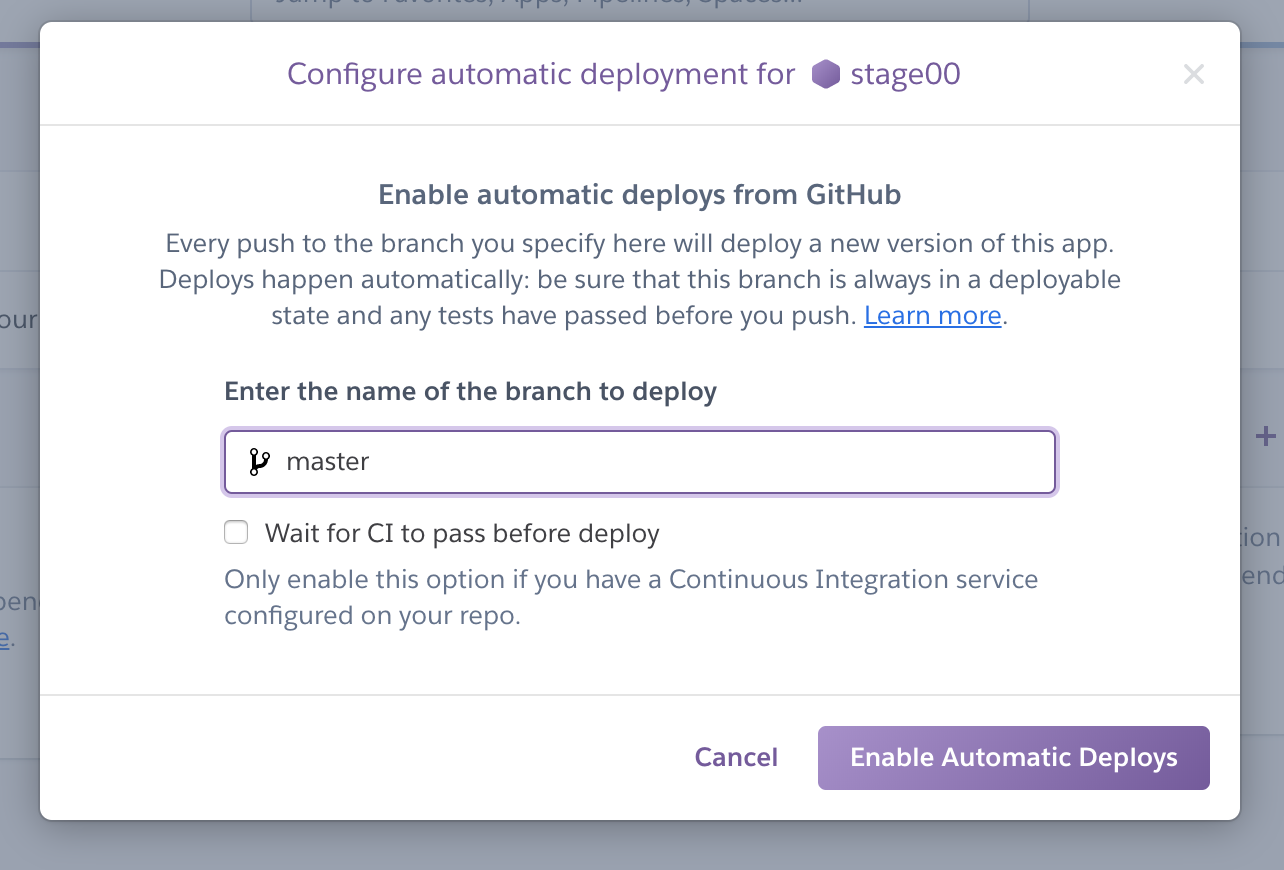 Jump to Favorites, Apps, Pipelines, Spaces...
Configure automatic deployment for stage00
Enable automatic deploys from GitHub
Every push to the branch you specify here will deploy a new version of this app.
Deploys happen automatically: be sure that this branch is always in a deployable
state and any tests have passed before you push. Learn more.
our
Enter the name of the branch to deploy
master
Wait for CI to pass before deploy
Only enable this option if you have a Continuous Integration service
configured on your repo.
Cancel
Enable Automatic Deploys